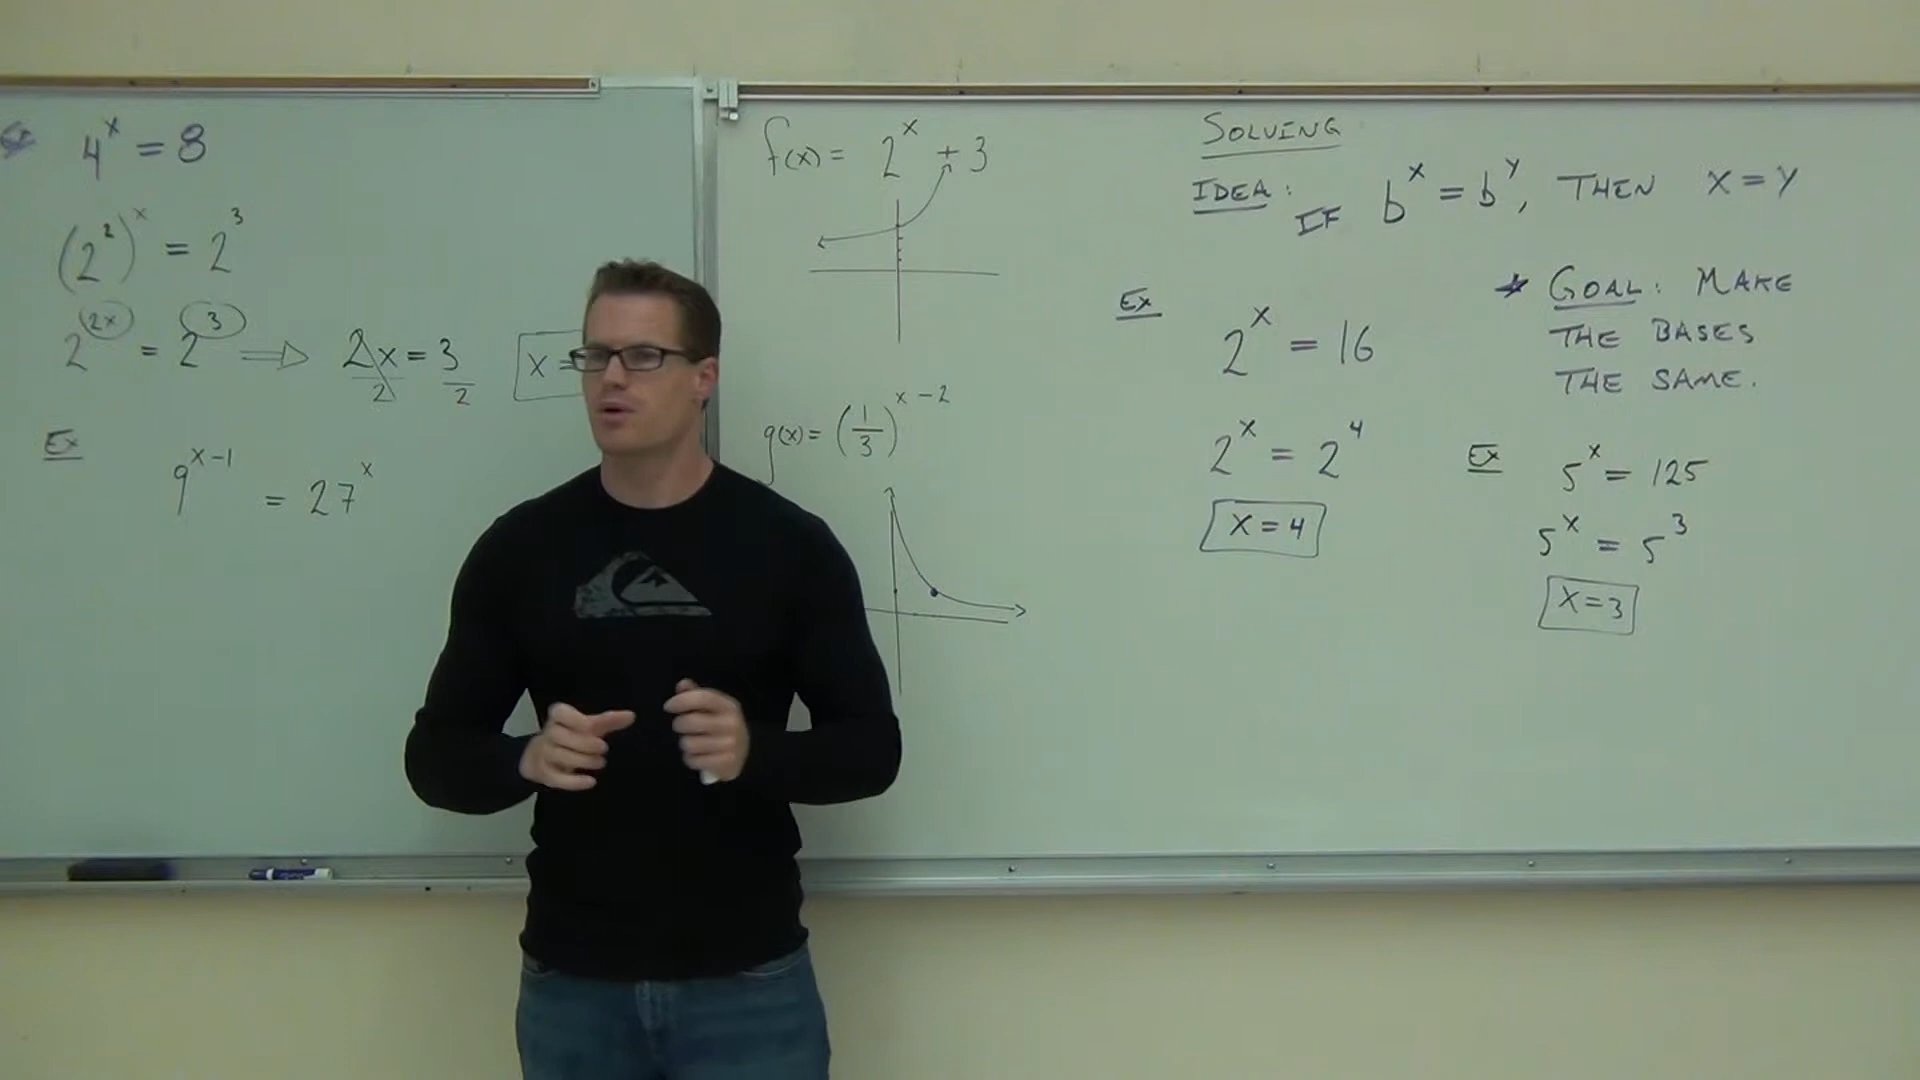 Ex 4^x = 8
(2^2)^x = 2^3
2^{2x} = 2^3 ⇒ 2x/2 = 3/2 x =
Ex
9^{x-1} = 27^x
f(x) = 2^x + 3
g(x) = (1/3)^{x-2}
SOLVING
IDEA: IF b^x = b^y, THEN x = y
Ex 2^x = 16
2^x = 2^4
x = 4
* GOAL: MAKE
THE BASES
THE SAME.
Ex 5^x = 125
5^x = 5^3
x = 3